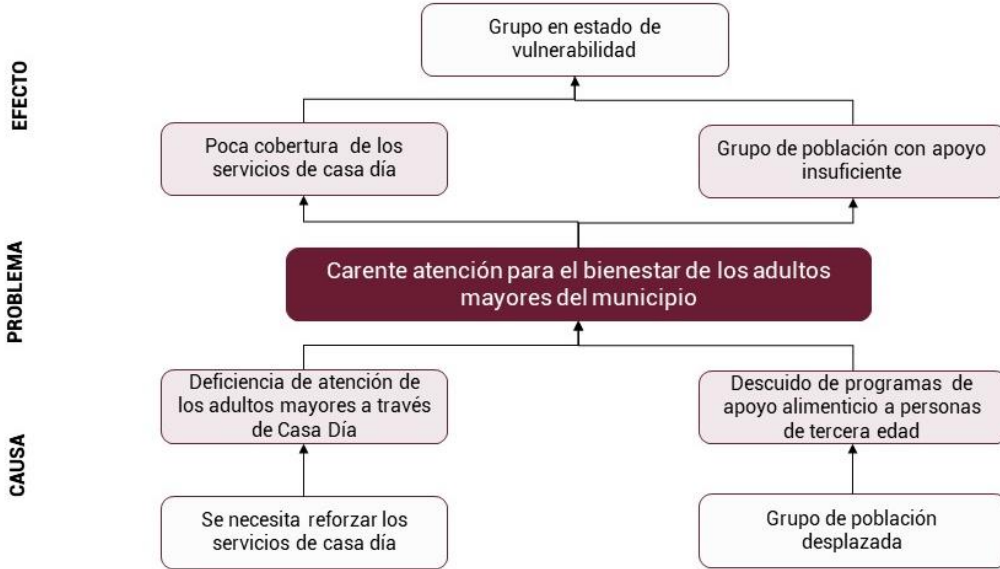 EFECTO
Grupo en estado de
vulnerabilidad
Poca cobertura de los
servicios de casa día
Grupo de población con apoyo
insuficiente
PROBLEMA
Carente atención para el bienestar de los adultos
mayores del municipio
CAUSA
Deficiencia de atención de
los adultos mayores a través
de Casa Día
Descuido de programas de
apoyo alimenticio a personas
de tercera edad
Se necesita reforzar los
servicios de casa día
Grupo de población
desplazada